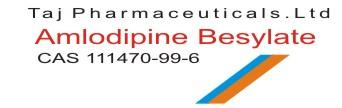 Taj Pharmaceuticals.Ltd
Amlodipine Besylate
CAS 111470-99-6